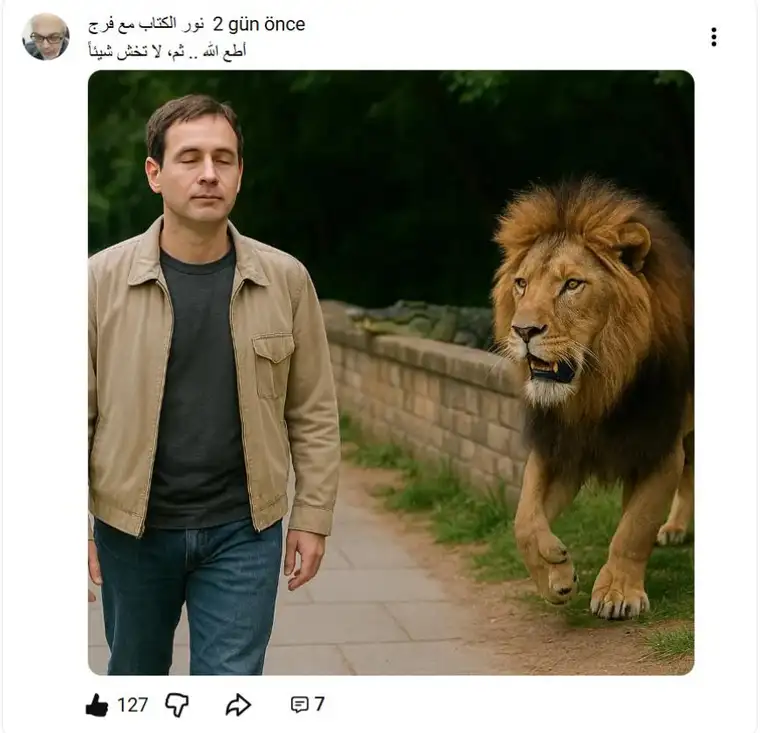 نور الكتاب مع فرج 2 gün önce
أطع الله .. ثم، لا تخش شيئاً
127
7